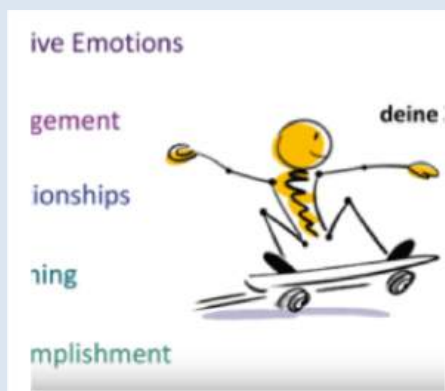 ive Emotions
gement
deine
ionships
ning
mplishment